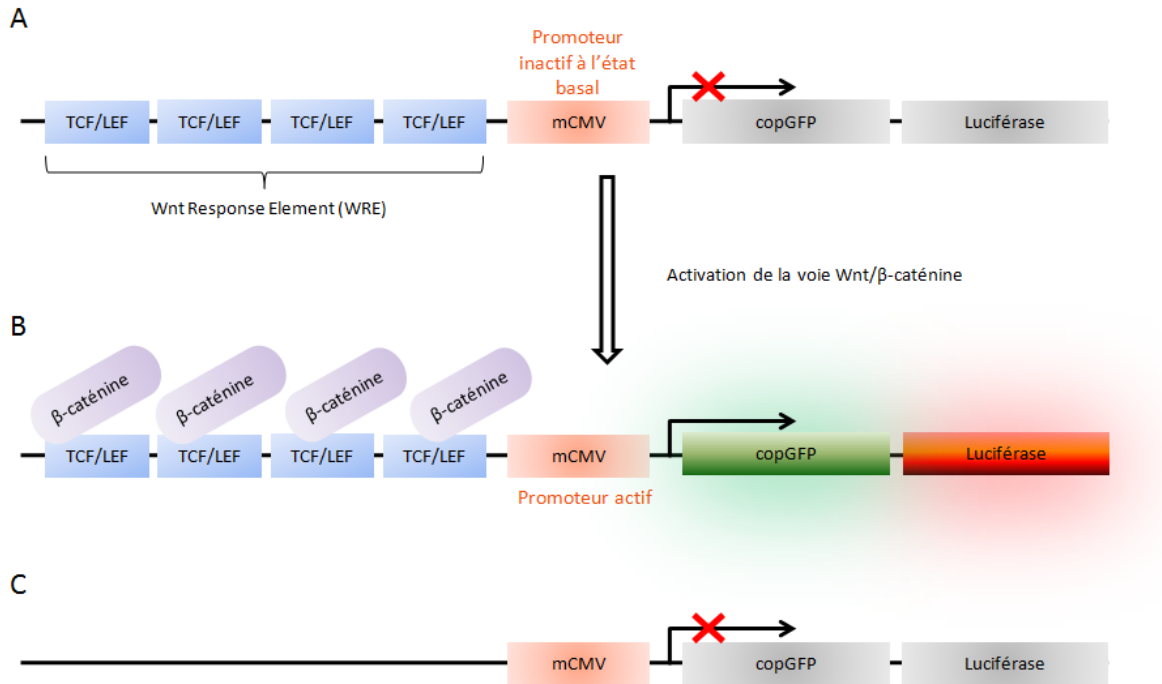 A
Promoteur
inactif à l'état
basal
TCF/LEF TCF/LEF TCF/LEF TCF/LEF mCMV copGFP Luciférase
Wnt Response Element (WRE)
Activation de la voie Wnt/β-caténine
B
β-caténine β-caténine β-caténine β-caténine
TCF/LEF TCF/LEF TCF/LEF TCF/LEF mCMV copGFP Luciférase
Promoteur actif
C
mCMV copGFP Luciférase